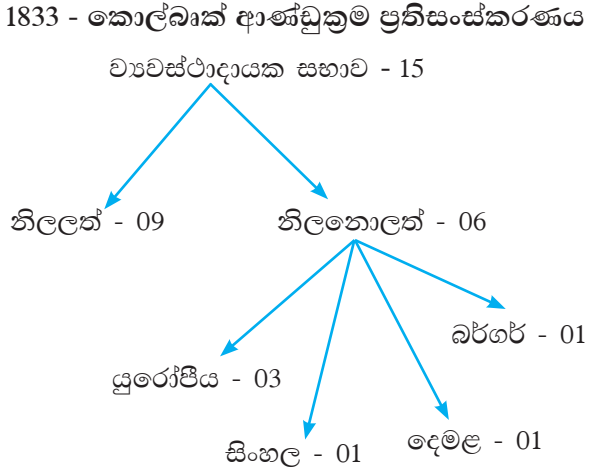 1833 - කොල්බෲක් ආණ්ඩුක්‍රම ප්‍රතිසංස්කරණය
ව්‍යවස්ථාදායක සභාව - 15
නිලලත් - 09
නිලනොලත් - 06
බර්ගර් - 01
යුරෝපීය - 03
සිංහල - 01
දෙමළ - 01